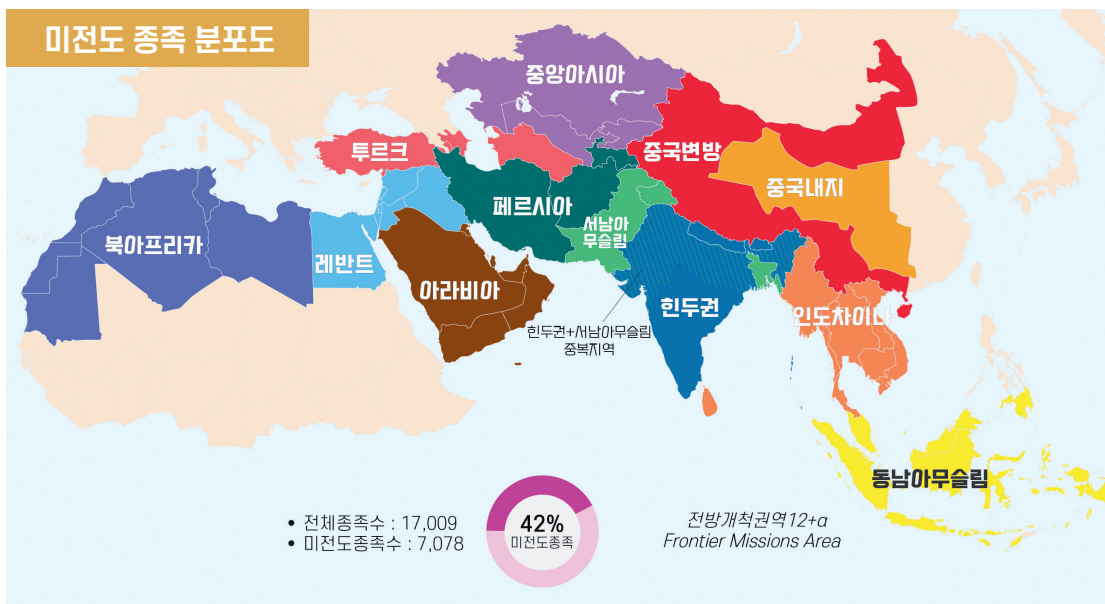 미전도 종족 분포도
중앙아시아
투르크
중국변방
중국내지
페르시아
서남아
무슬림
북아프리카
레반트
아라비아
힌두권
인도차이나
힌두권+서남아무슬림
중복지역
동남아무슬림
• 전체종족수 : 17,009
• 미전도종족수 : 7,078
42%
미전도종족
전방개척권역12+α
Frontier Missions Area